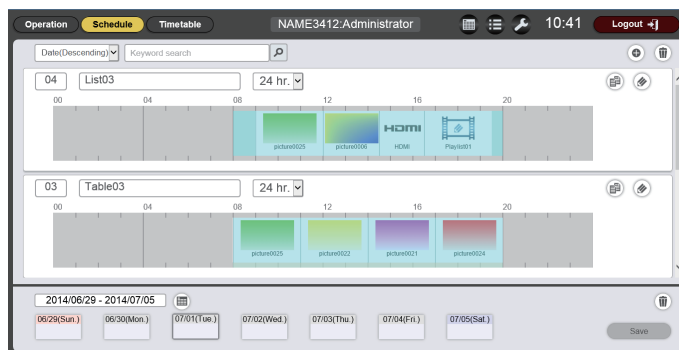 Operation Schedule Timetable NAME3412:Administrator 10:41 Logout
Date(Descending) Keyword search
04 List03 24 hr.
00 04 08 12 16 20
HDMI
picture0025 picture0006 HDMI Playlist01
03 Table03 24 hr.
00 04 08 12 16 20
picture0025 picture0022 picture0021 picture0024
2014/06/29 - 2014/07/05
06/29(Sun.) 06/30(Mon.) 07/01(Tue.) 07/02(Wed.) 07/03(Thu.) 07/04(Fri.) 07/05(Sat.)
Save